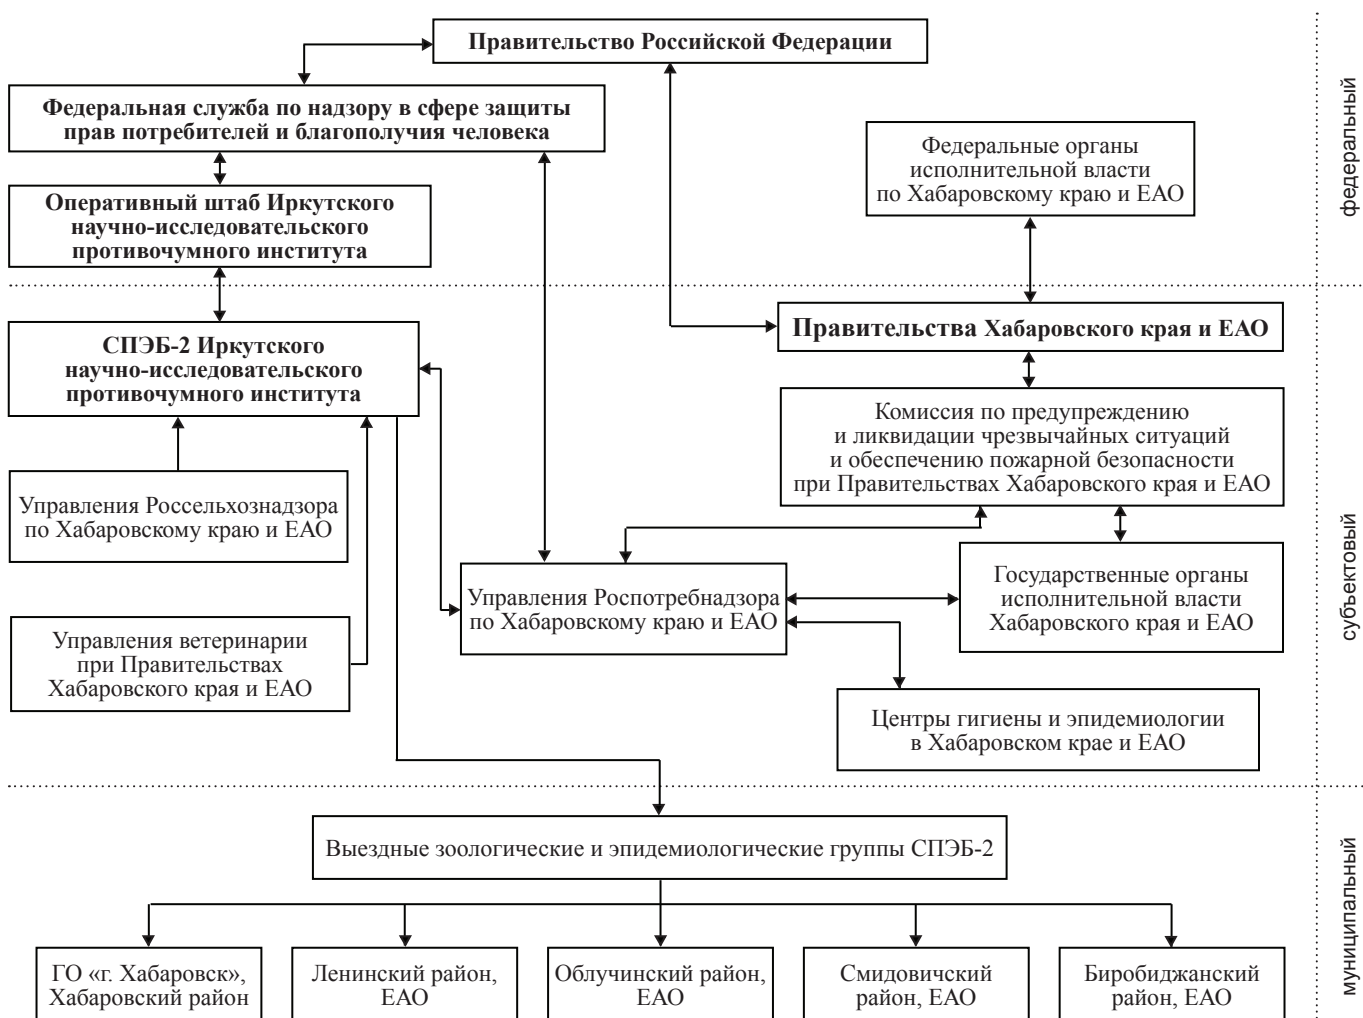 Правительство Российской Федерации
Федеральная служба по надзору в сфере защиты
прав потребителей и благополучия человека
Федеральные органы
исполнительной власти
по Хабаровскому краю и ЕАО
Оперативный штаб Иркутского
научно-исследовательского
противочумного института
федеральный
СПЭБ-2 Иркутского
научно-исследовательского
противочумного института
Правительства Хабаровского края и ЕАО
Комиссия по предупреждению
и ликвидации чрезвычайных ситуаций
и обеспечению пожарной безопасности
при Правительствах Хабаровского края и ЕАО
Управления Россельхознадзора
по Хабаровскому краю и ЕАО
Управления Роспотребнадзора
по Хабаровскому краю и ЕАО
Государственные органы
исполнительной власти
Хабаровского края и ЕАО
Управления ветеринарии
при Правительствах
Хабаровского края и ЕАО
Центры гигиены и эпидемиологии
в Хабаровском крае и ЕАО
субъектовый
Выездные зоологические и эпидемиологические группы СПЭБ-2
ГО «г. Хабаровск»,
Хабаровский район
Ленинский район,
ЕАО
Облучинский район,
ЕАО
Смидовичский
район, ЕАО
Биробиджанский
район, ЕАО
муниципальный